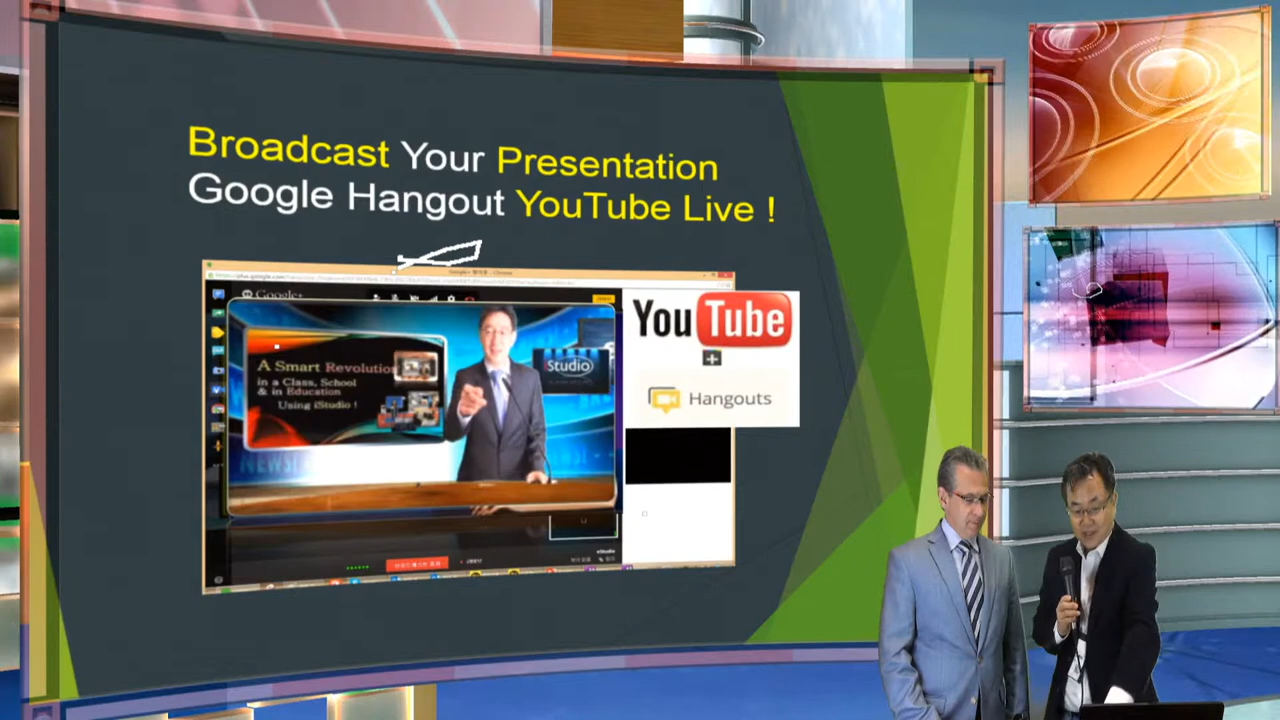 Broadcast Your Presentation
Google Hangout YouTube Live !
Google+
A Smart Revolution
in a Class, School
& in Education
Using iStudio !
iStudio
YouTube
+
Hangouts